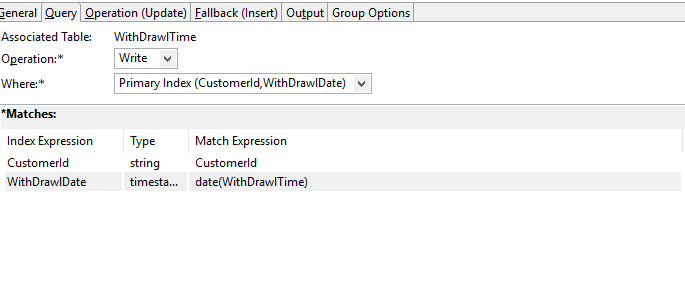 General Query Operation (Update) Fallback (Insert) Output Group Options
Associated Table: WithDrawlTime
Operation:* Write
Where:* Primary Index (CustomerId,WithDrawlDate)
*Matches:
Index Expression Type Match Expression
CustomerId string CustomerId
WithDrawlDate timesta... date(WithDrawlTime)